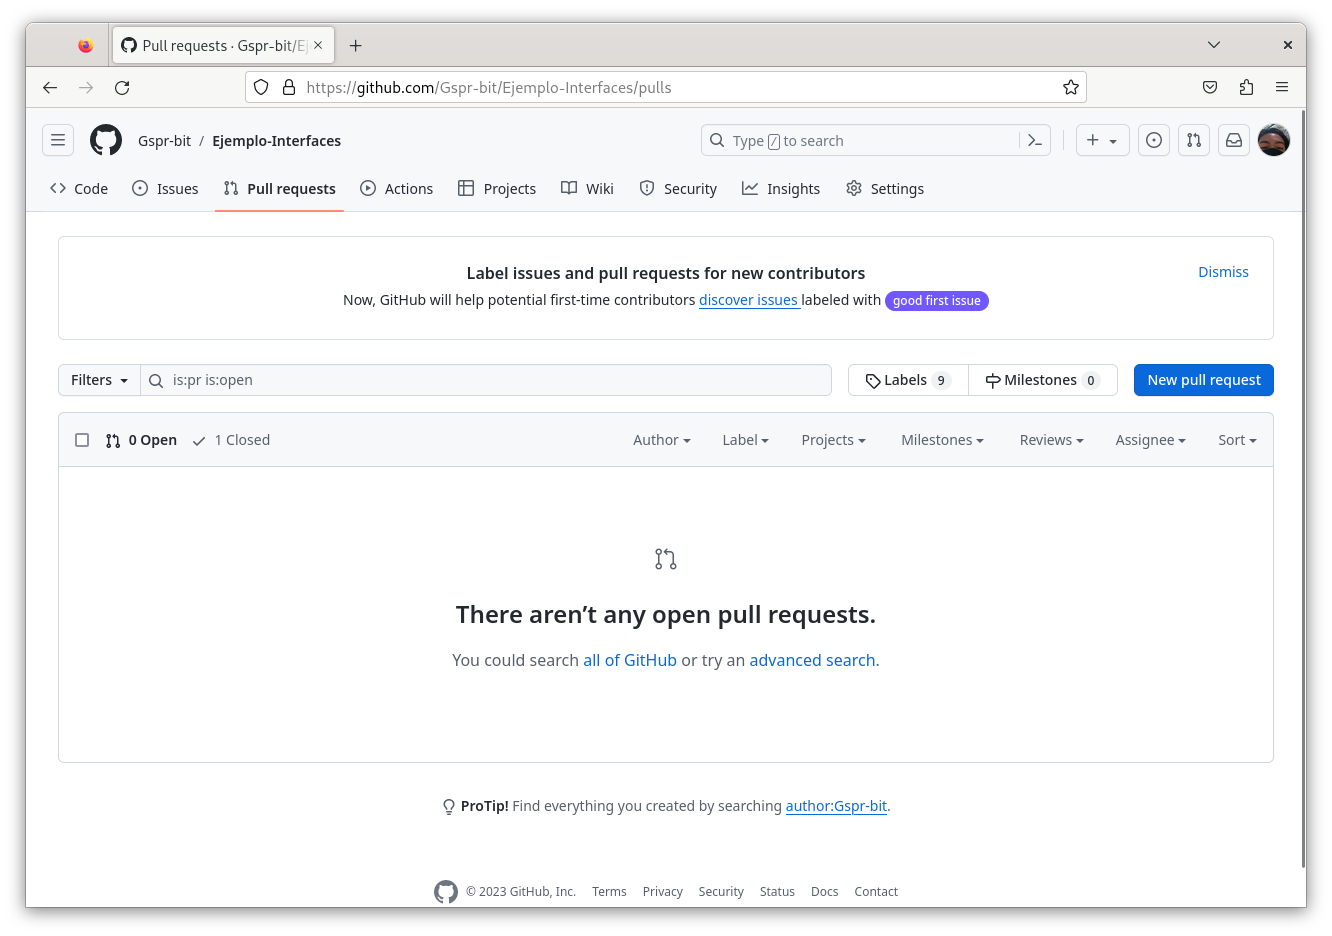 Pull requests · Gspr-bit/Ej
https://github.com/Gspr-bit/Ejemplo-Interfaces/pulls
Gspr-bit / Ejemplo-Interfaces
Type / to search
Code Issues Pull requests Actions Projects Wiki Security Insights Settings
Label issues and pull requests for new contributors
Dismiss
Now, GitHub will help potential first-time contributors discover issues labeled with good first issue
Filters is:pr is:open Labels 9 Milestones 0 New pull request
0 Open 1 Closed Author Label Projects Milestones Reviews Assignee Sort
There aren’t any open pull requests.
You could search all of GitHub or try an advanced search.
ProTip! Find everything you created by searching author:Gspr-bit.
© 2023 GitHub, Inc. Terms Privacy Security Status Docs Contact